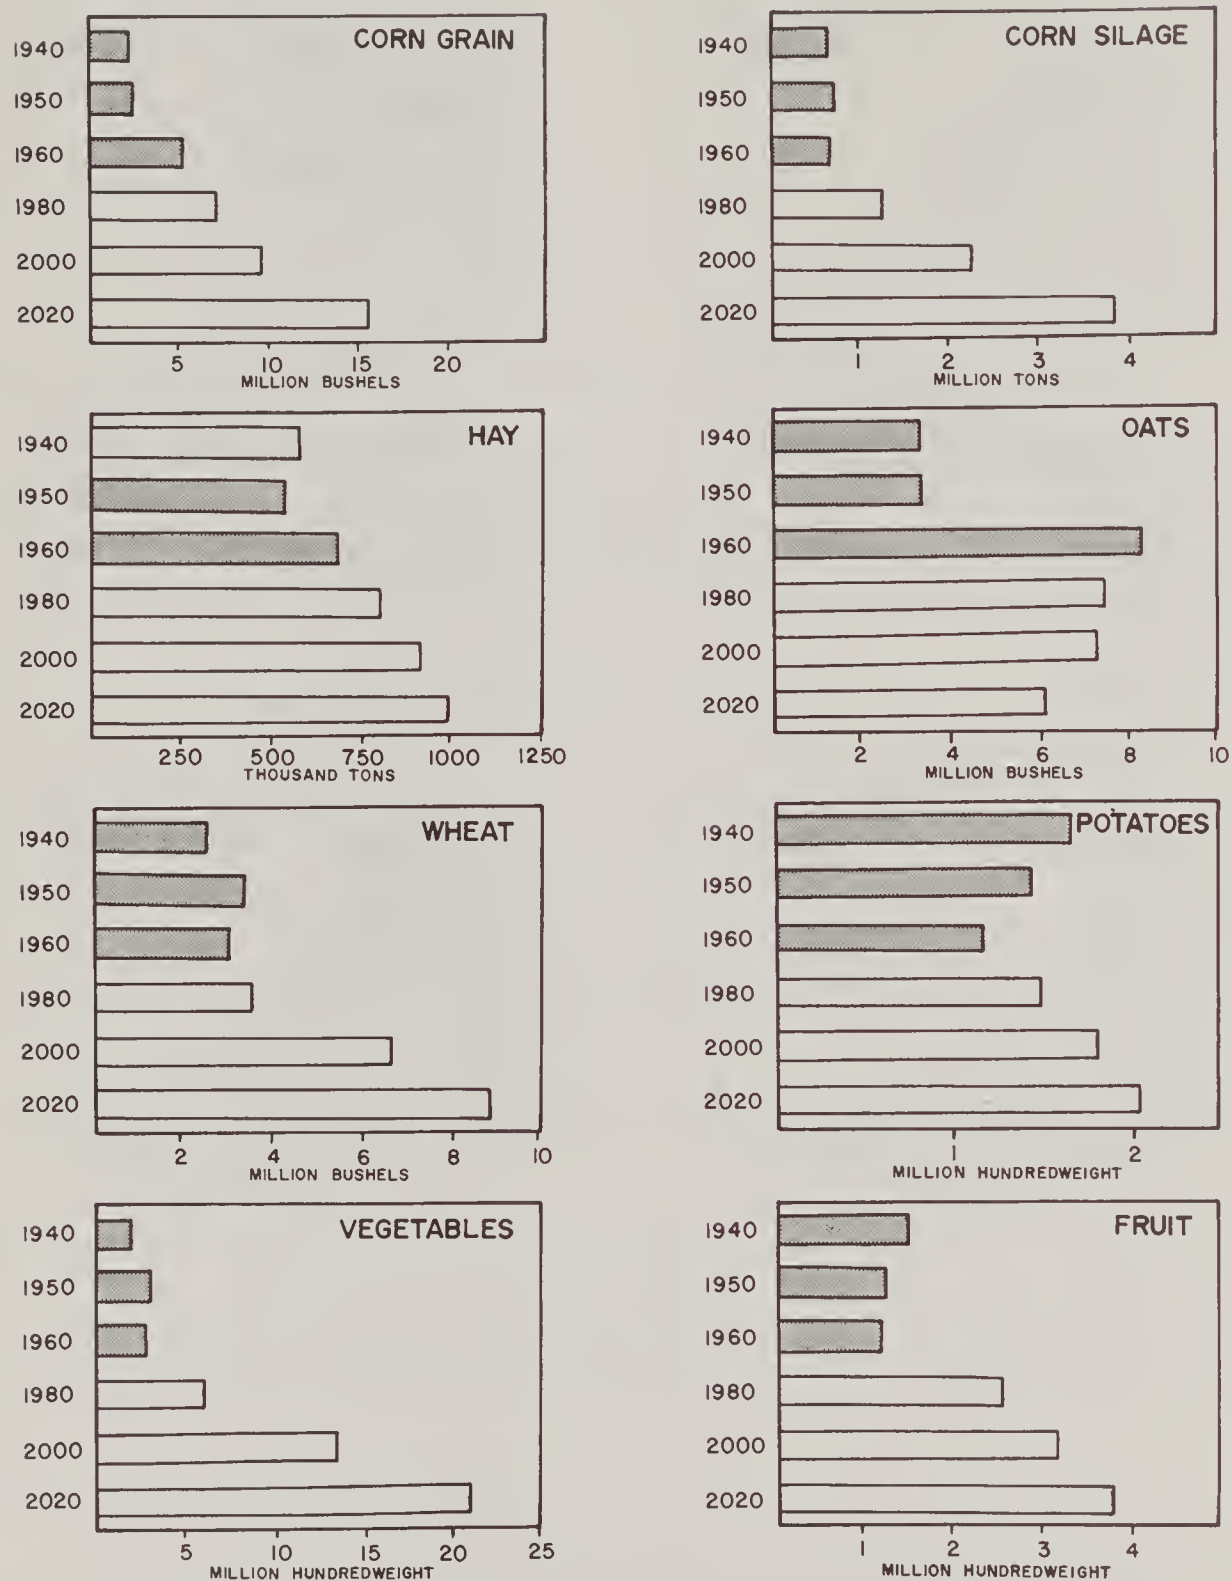 CORN GRAIN
1940
1950
1960
1980
2000
2020
5 10 15 20
MILLION BUSHELS
CORN SILAGE
1940
1950
1960
1980
2000
2020
1 2 3 4
MILLION TONS
HAY
1940
1950
1960
1980
2000
2020
250 500 750 1000 1250
THOUSAND TONS
OATS
1940
1950
1960
1980
2000
2020
2 4 6 8 10
MILLION BUSHELS
WHEAT
1940
1950
1960
1980
2000
2020
2 4 6 8 10
MILLION BUSHELS
POTATOES
1940
1950
1960
1980
2000
2020
1 2
MILLION HUNDREDWEIGHT
VEGETABLES
1940
1950
1960
1980
2000
2020
5 10 15 20 25
MILLION HUNDREDWEIGHT
FRUIT
1940
1950
1960
1980
2000
2020
1 2 3 4
MILLION HUNDREDWEIGHT